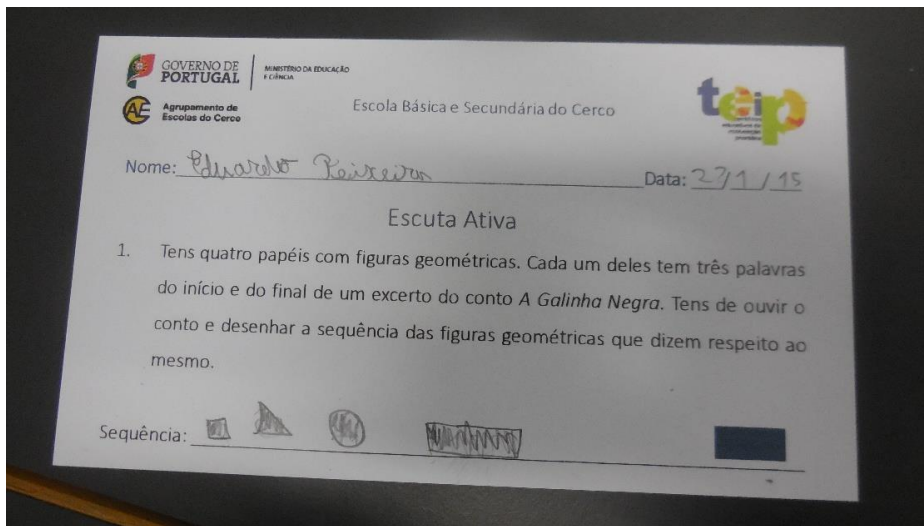 GOVERNO DE
PORTUGAL
MINISTÉRIO DA EDUCAÇÃO
E CIÊNCIA
Agrupamento de
Escolas do Cerco
Escola Básica e Secundária do Cerco
teip
Nome: Eduardo Teixeira Data: 27/1/15
Escuta Ativa
1. Tens quatro papéis com figuras geométricas. Cada um deles tem três palavras
do início e do final de um excerto do conto A Galinha Negra. Tens de ouvir o
conto e desenhar a sequência das figuras geométricas que dizem respeito ao
mesmo.
Sequência: